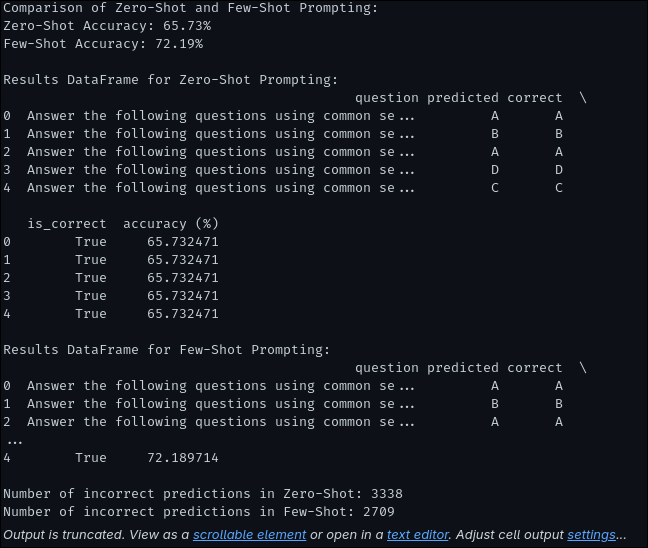 Comparison of Zero-Shot and Few-Shot Prompting:
Zero-Shot Accuracy: 65.73%
Few-Shot Accuracy: 72.19%

Results DataFrame for Zero-Shot Prompting:
                                            question predicted correct  \
0  Answer the following questions using common se...         A       A
1  Answer the following questions using common se...         B       B
2  Answer the following questions using common se...         A       A
3  Answer the following questions using common se...         D       D
4  Answer the following questions using common se...         C       C

   is_correct  accuracy (%)
0        True     65.732471
1        True     65.732471
2        True     65.732471
3        True     65.732471
4        True     65.732471

Results DataFrame for Few-Shot Prompting:
                                            question predicted correct  \
0  Answer the following questions using common se...         A       A
1  Answer the following questions using common se...         B       B
2  Answer the following questions using common se...         A       A
...
4        True     72.189714

Number of incorrect predictions in Zero-Shot: 3338
Number of incorrect predictions in Few-Shot: 2709
Output is truncated. View as a scrollable element or open in a text editor. Adjust cell output settings...